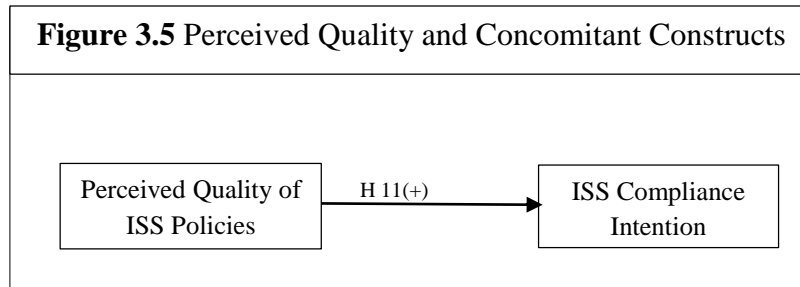 Figure 3.5 Perceived Quality and Concomitant Constructs
Perceived Quality of
ISS Policies
H 11(+)
ISS Compliance
Intention